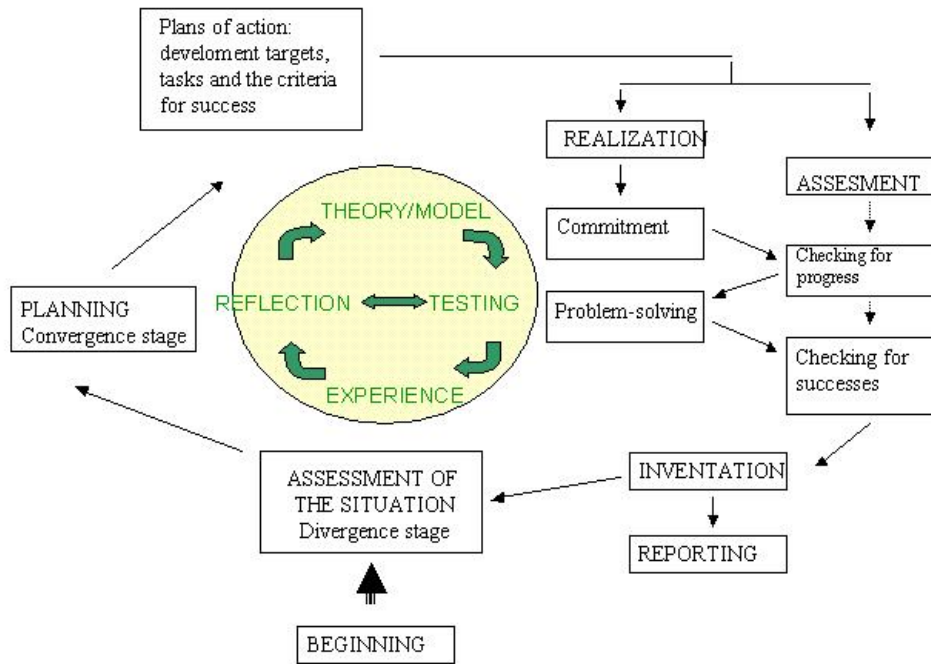 Plans of action:
develoment targets,
tasks and the criteria
for success
REALIZATION
ASSESMENT
THEORY/MODEL
Commitment
Checking for
progress
REFLECTION
TESTING
PLANNING
Convergence stage
Problem-solving
Checking for
successes
EXPERIENCE
ASSESSMENT OF
THE SITUATION
Divergence stage
INVENTATION
REPORTING
BEGINNING